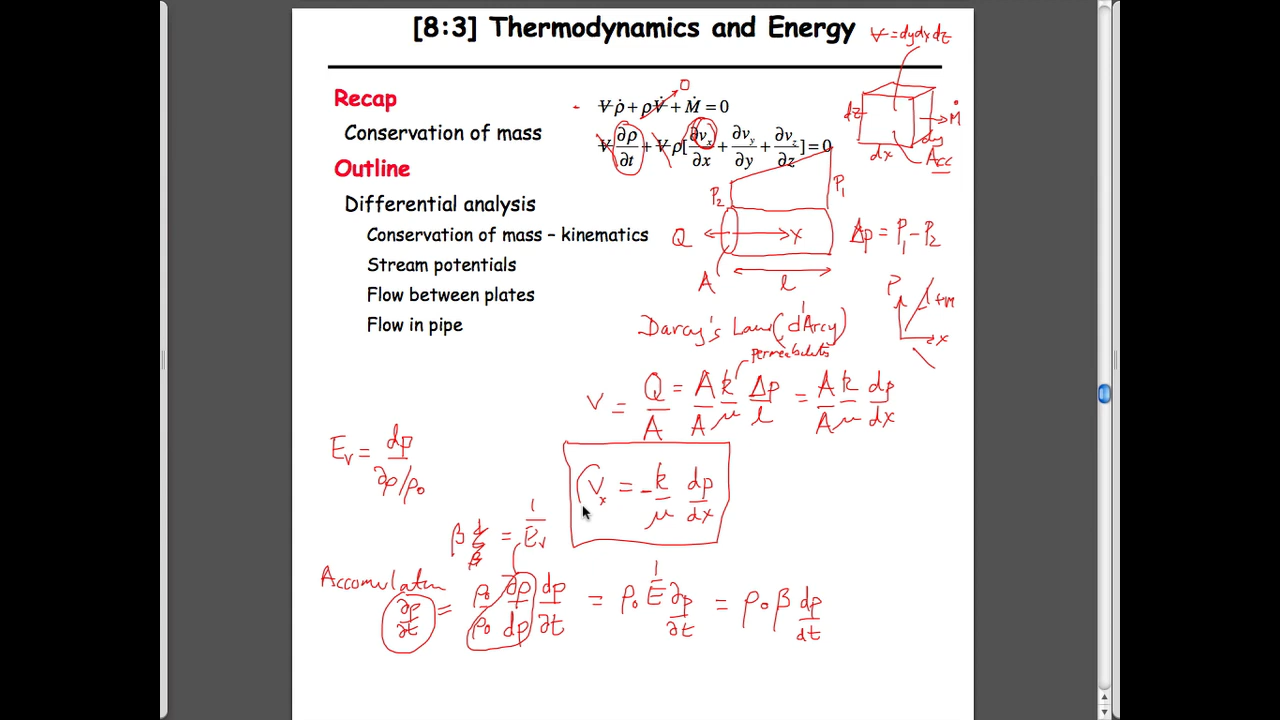 [8:3] Thermodynamics and Energy
V = dydxdz
Recap
V ρ̇ + ρV̇ + Ṁ = 0
0
Conservation of mass
V ∂ρ/∂t + V ρ[∂v_x/∂x + ∂v_y/∂y + ∂v_z/∂z] = 0
dz
dx
dy
Ṁ
Acc
Outline
Differential analysis
Conservation of mass – kinematics
Stream potentials
Flow between plates
Flow in pipe
P₂
P₁
Q
x
A
l
Δp = P₁ - P₂
P
+m
x
Darcy's Law (d'Arcy)
permeability
V = Q/A = A/A k/μ Δp/l = A/A k/μ dp/dx
E_v = dp / ∂ρ/ρ₀
V_x = - k/μ dp/dx
β = 1/E_v
Accumulation
∂ρ/∂t = ρ₀/ρ₀ ∂ρ/dp dp/∂t = ρ₀ 1/E ∂p/∂t = ρ₀ β dp/dt